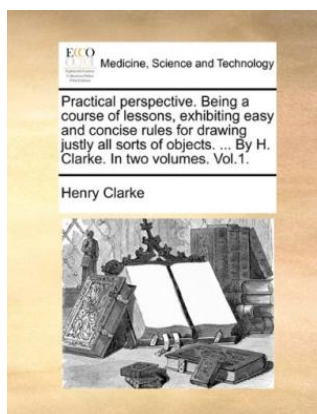 ECCO
Medicine, Science and Technology
Practical perspective. Being a
course of lessons, exhibiting easy
and concise rules for drawing
justly all sorts of objects. ... By H.
Clarke. In two volumes. Vol.1.
Henry Clarke